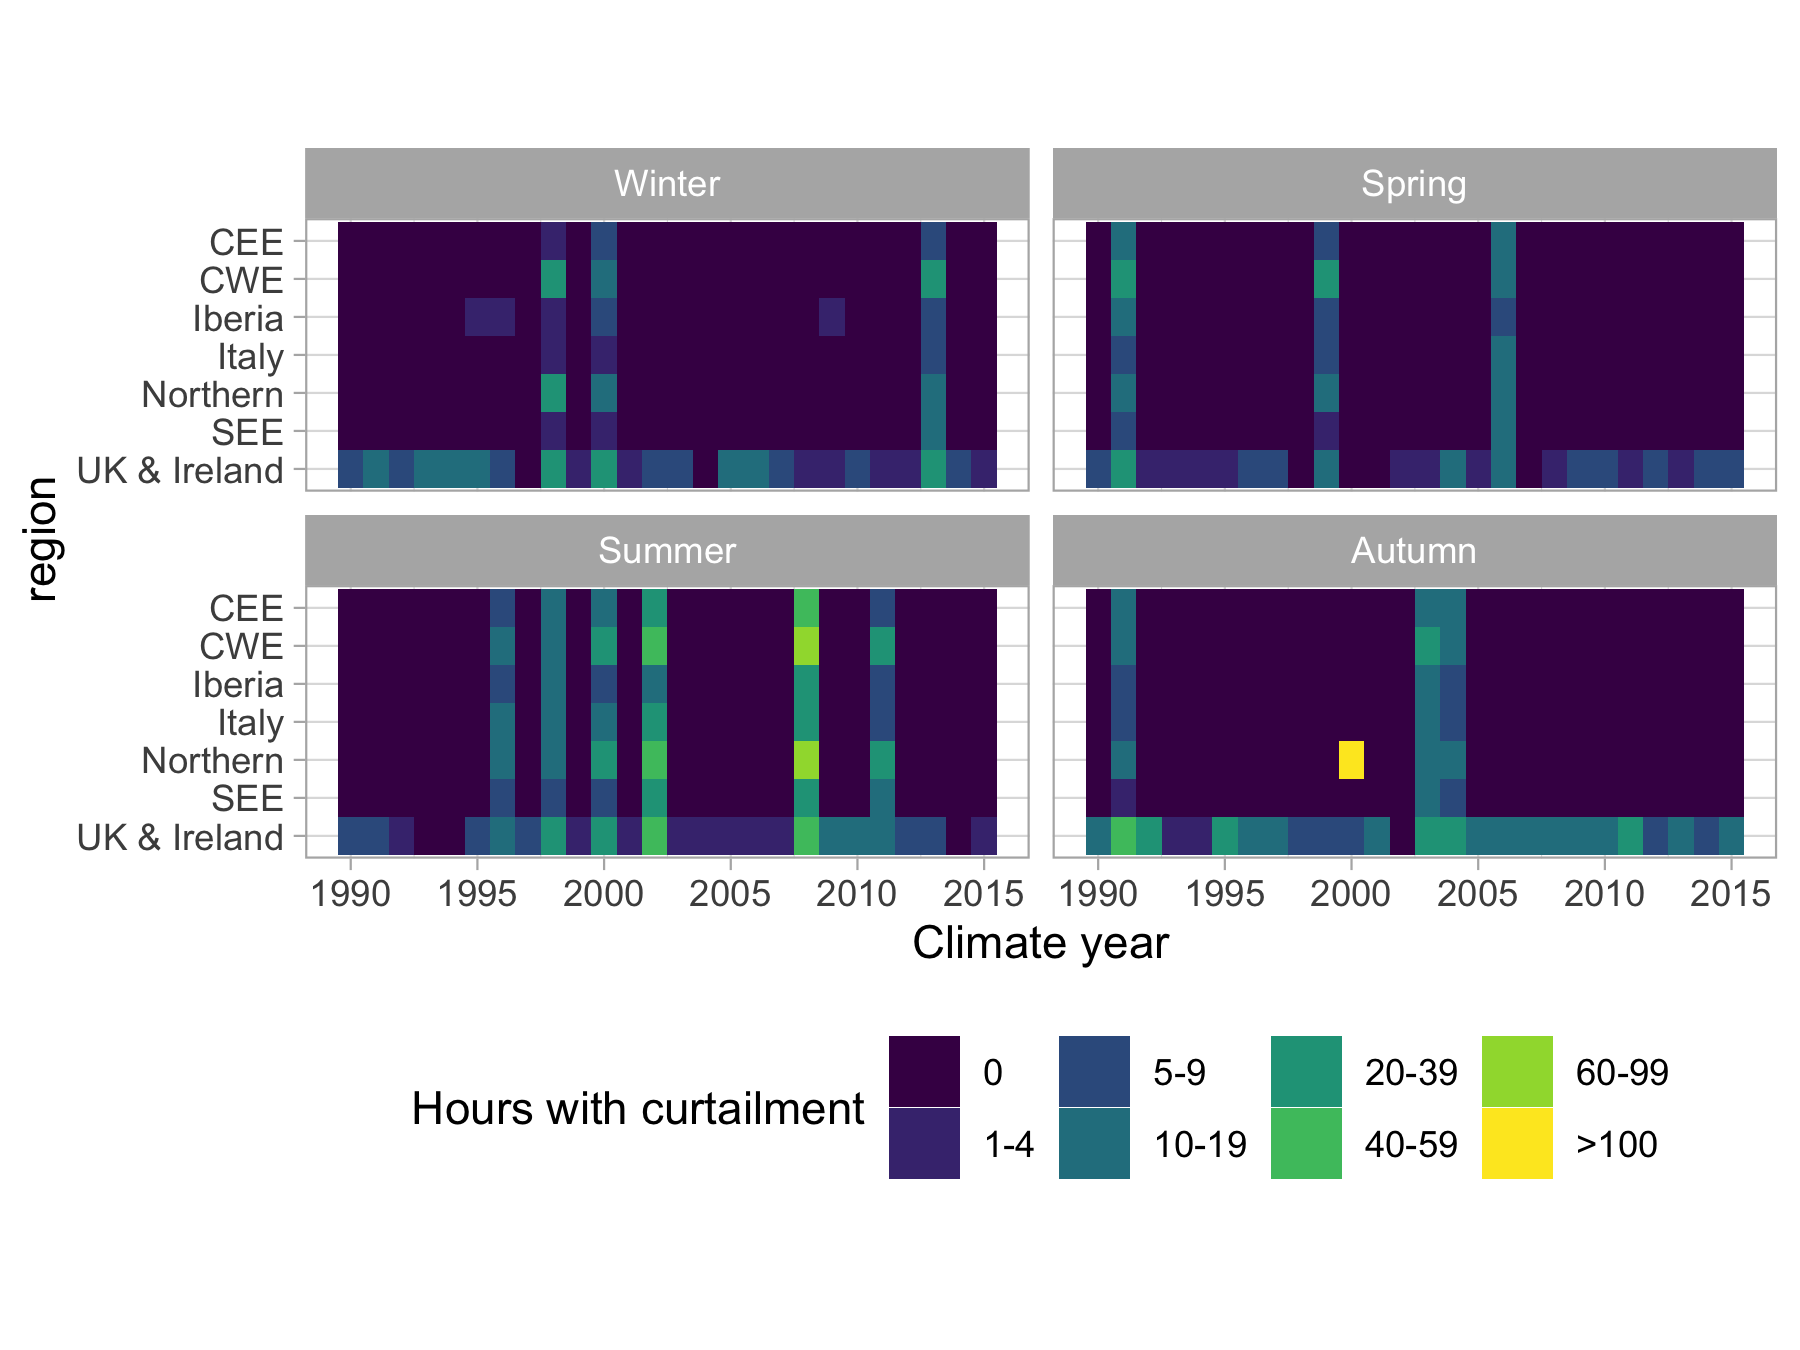 Winter
Spring
CEE
CWE
Iberia
Italy
Northern
SEE
UK & Ireland
region
Summer
Autumn
CEE
CWE
Iberia
Italy
Northern
SEE
UK & Ireland
1990 1995 2000 2005 2010 2015
1990 1995 2000 2005 2010 2015
Climate year
Hours with curtailment
0 5-9 20-39 60-99
1-4 10-19 40-59 >100